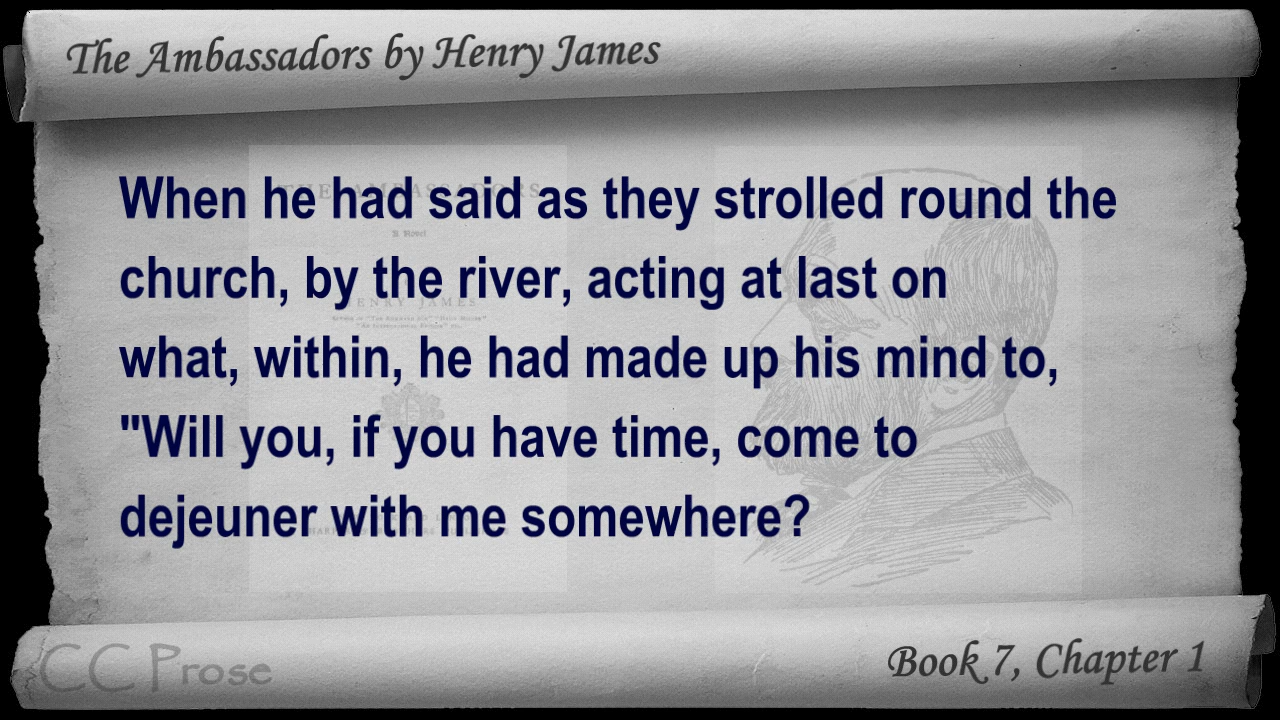 The Ambassadors by Henry James
When he had said as they strolled round the
church, by the river, acting at last on
what, within, he had made up his mind to,
"Will you, if you have time, come to
dejeuner with me somewhere?
CC Prose
Book 7, Chapter 1